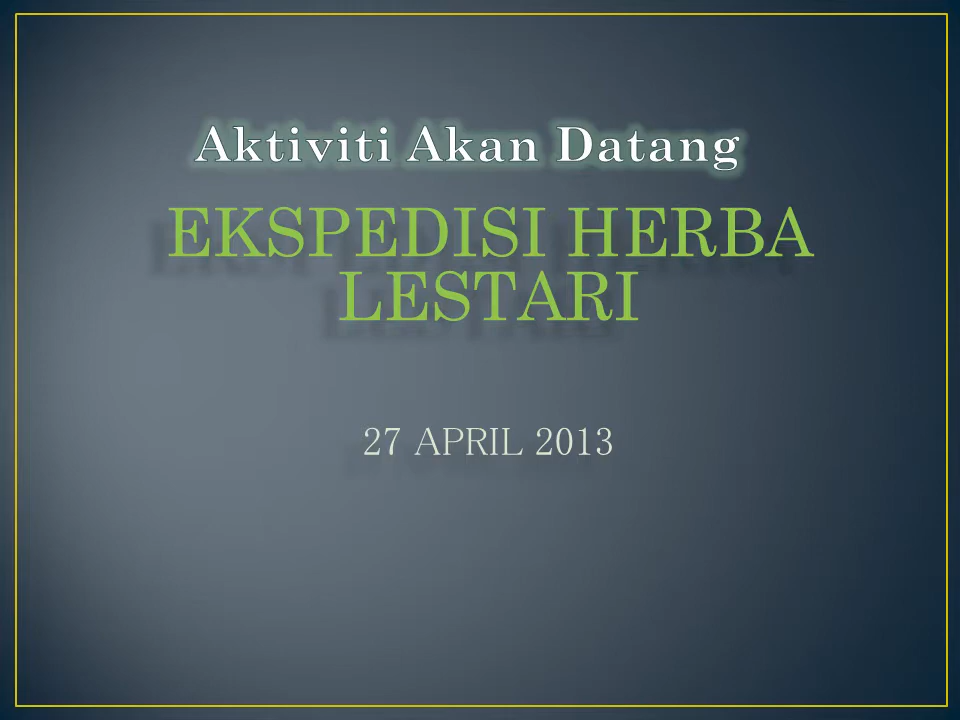 Aktiviti Akan Datang
EKSPEDISI HERBA
LESTARI
27 APRIL 2013